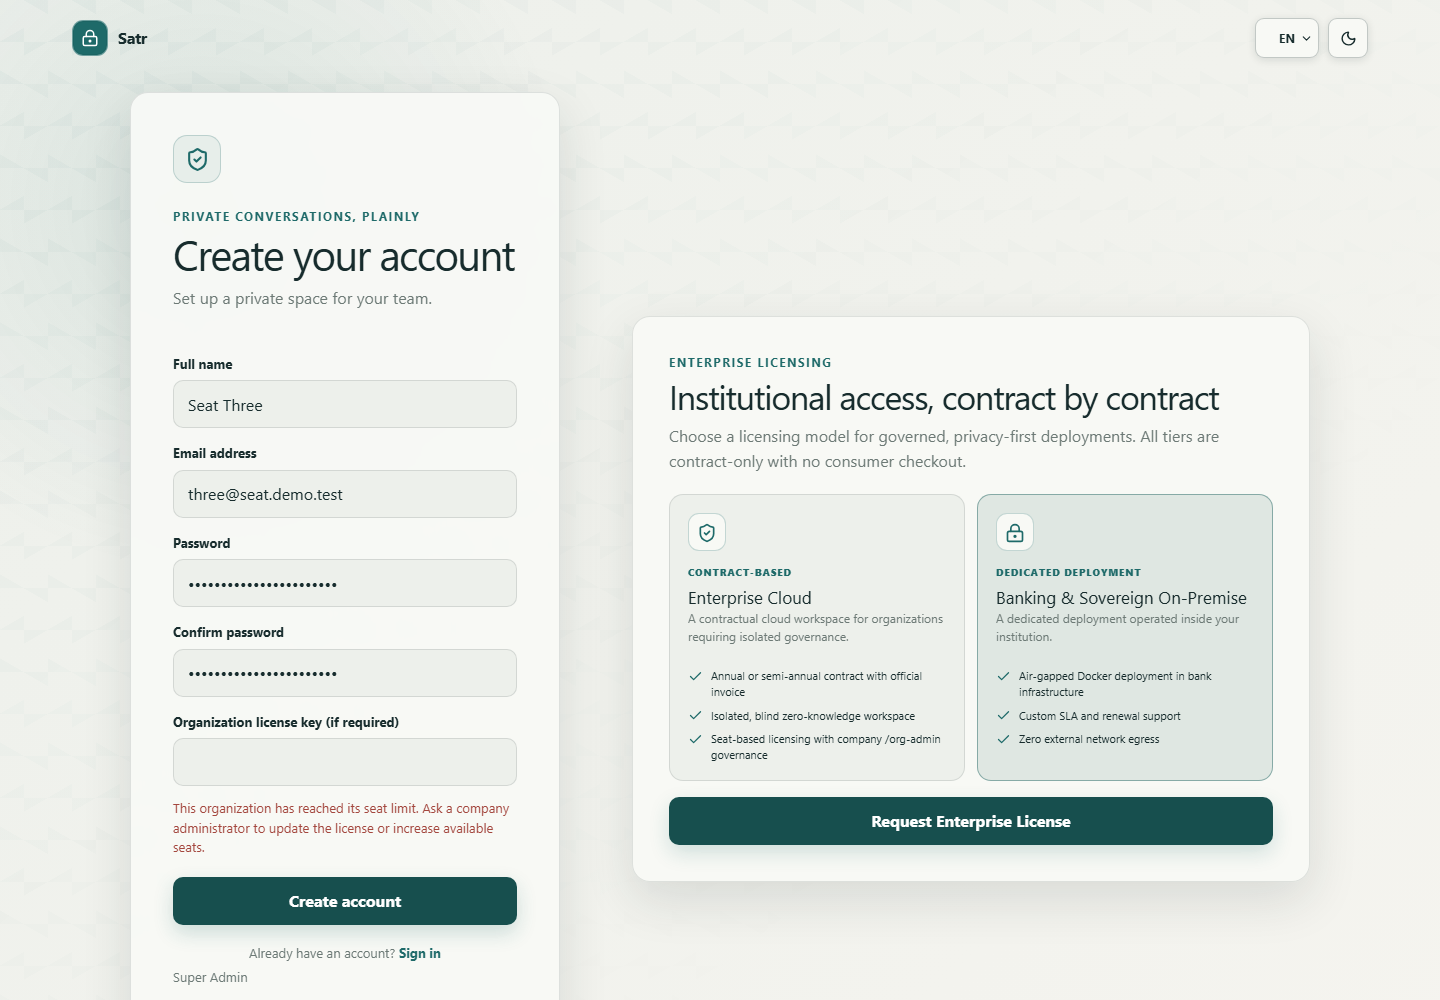 Satr
EN
PRIVATE CONVERSATIONS, PLAINLY
Create your account
Set up a private space for your team.
Full name
Seat Three
Email address
three@seat.demo.test
Password
•••••••••••••••••••••••
Confirm password
•••••••••••••••••••••••
Organization license key (if required)
This organization has reached its seat limit. Ask a company
administrator to update the license or increase available
seats.
Create account
Already have an account? Sign in
Super Admin
ENTERPRISE LICENSING
Institutional access, contract by contract
Choose a licensing model for governed, privacy-first deployments. All tiers are
contract-only with no consumer checkout.
CONTRACT-BASED
Enterprise Cloud
A contractual cloud workspace for organizations
requiring isolated governance.
Annual or semi-annual contract with official
invoice
Isolated, blind zero-knowledge workspace
Seat-based licensing with company /org-admin
governance
DEDICATED DEPLOYMENT
Banking & Sovereign On-Premise
A dedicated deployment operated inside your
institution.
Air-gapped Docker deployment in bank
infrastructure
Custom SLA and renewal support
Zero external network egress
Request Enterprise License